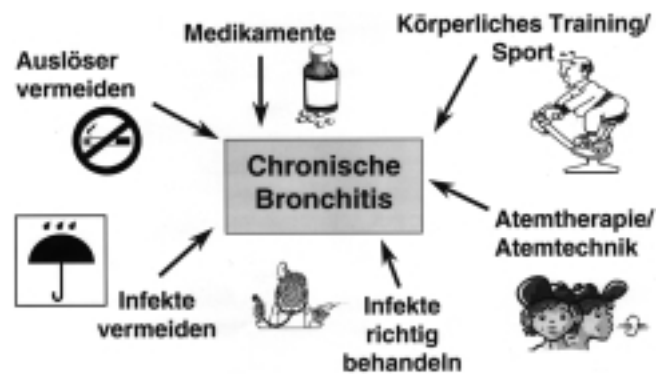 Medikamente
Körperliches Training/
Sport
Auslöser
vermeiden
Chronische
Bronchitis
Atemtherapie/
Atemtechnik
Infekte
vermeiden
Infekte
richtig
behandeln